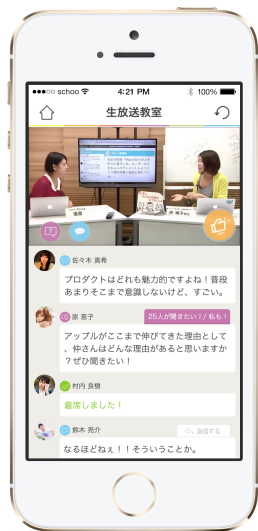 schoo
4:21 PM
100%
生放送教室
佐々木 真希
プロダクトはどれも魅力的ですよね！普段
あまりそこまで意識しないけど、すごい。
原 恵子
25人が聞きたい！/ 私も！
アップルがここまで伸びてきた理由として
、仲さんはどんな理由があると思いますか
？ぜひ聞きたい！
村内 良樹
着席しました！
鈴木 亮介
返信する
なるほどねぇ！！そういうことか。